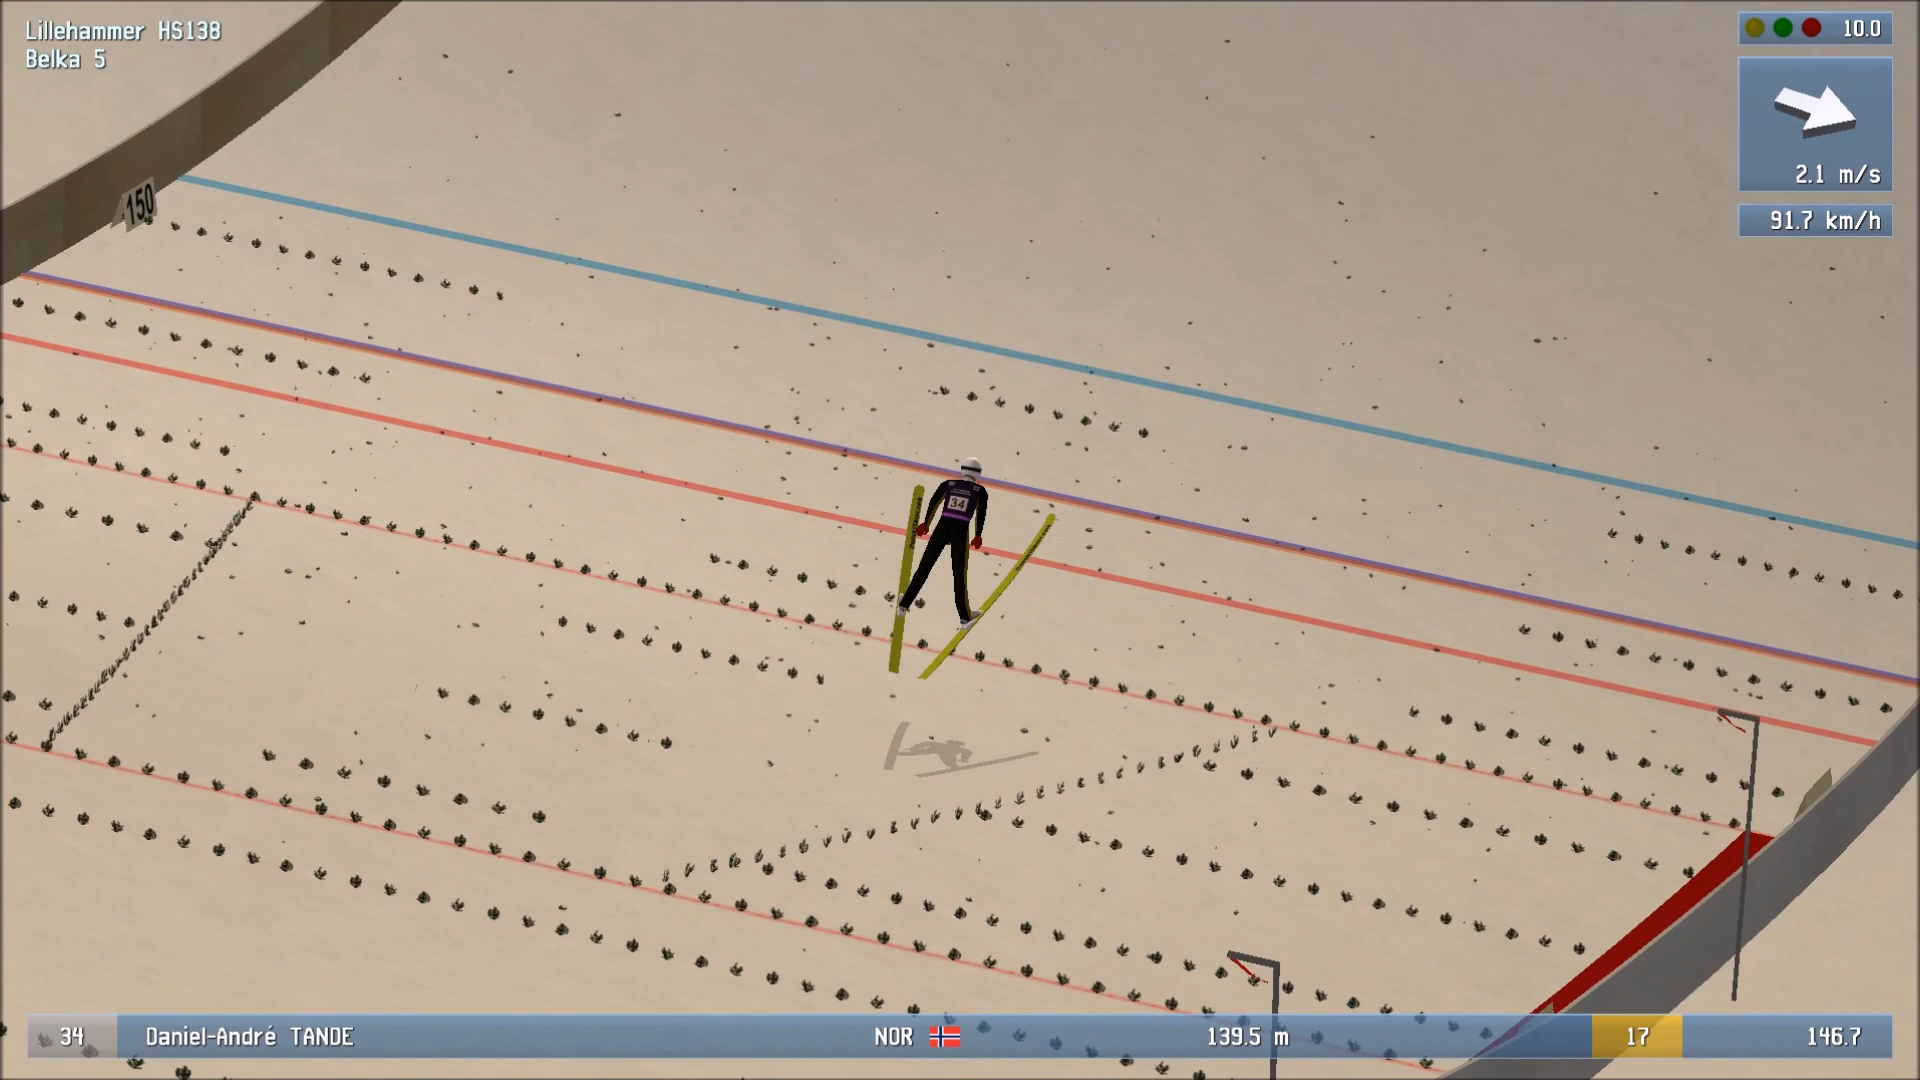 Lillehammer HS138
Belka 5
10.0
2.1 m/s
91.7 km/h
150
34
34 Daniel-André TANDE NOR 139.5 m 17 146.7